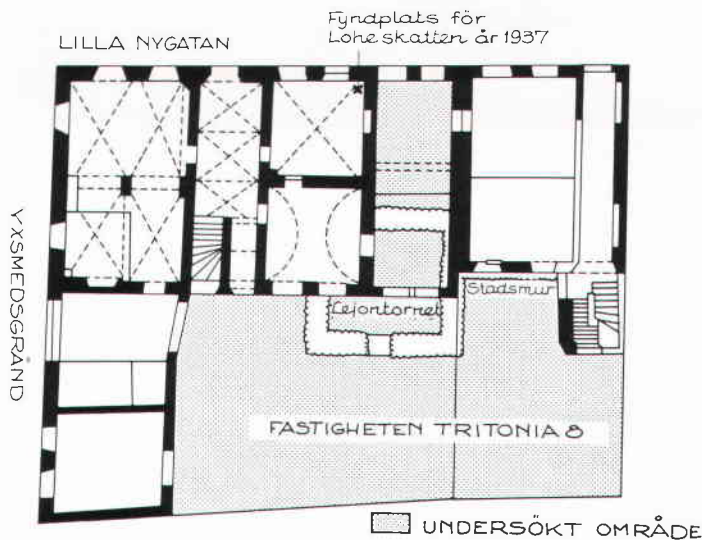 Fyndplats för
Loheskatten år 1937
LILLA NYGATAN
YXSMEDSGRÄND
Lejontornet
Stadsmur
FASTIGHETEN TRITONIA 8
UNDERSÖKT OMRÅDE